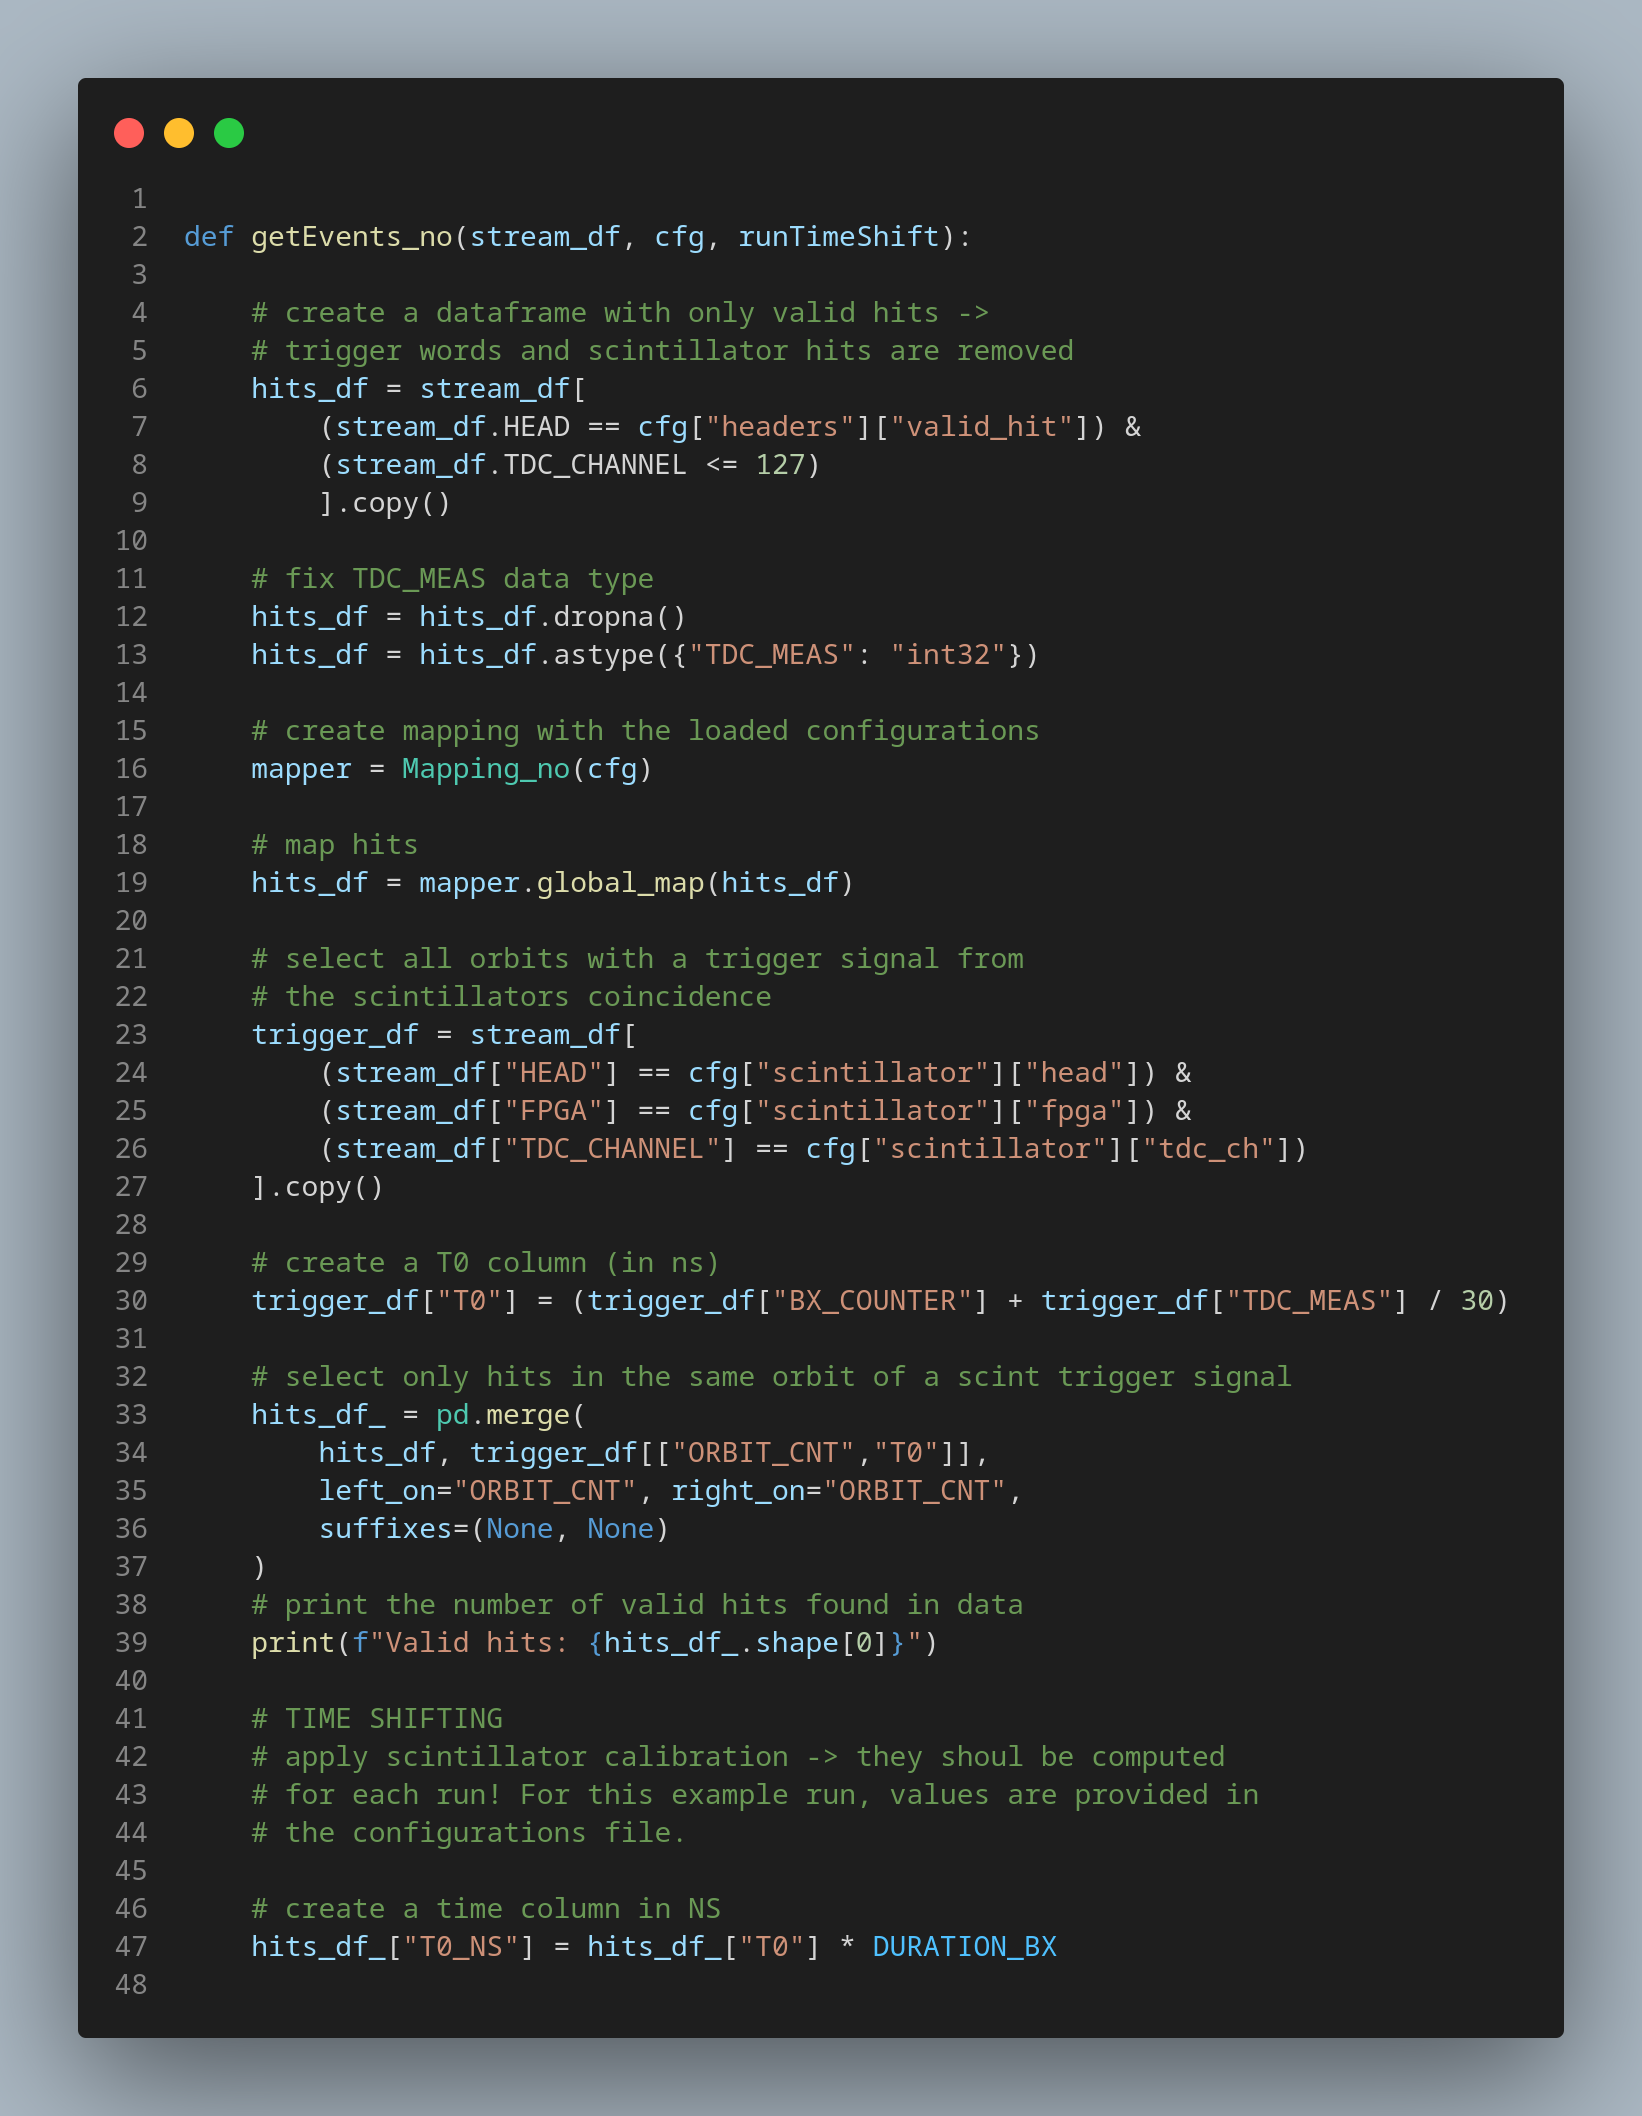 1
2 def getEvents_no(stream_df, cfg, runTimeShift):
3
4     # create a dataframe with only valid hits ->
5     # trigger words and scintillator hits are removed
6     hits_df = stream_df[
7         (stream_df.HEAD == cfg["headers"]["valid_hit"]) &
8         (stream_df.TDC_CHANNEL <= 127)
9         ].copy()
10
11     # fix TDC_MEAS data type
12     hits_df = hits_df.dropna()
13     hits_df = hits_df.astype({"TDC_MEAS": "int32"})
14
15     # create mapping with the loaded configurations
16     mapper = Mapping_no(cfg)
17
18     # map hits
19     hits_df = mapper.global_map(hits_df)
20
21     # select all orbits with a trigger signal from
22     # the scintillators coincidence
23     trigger_df = stream_df[
24         (stream_df["HEAD"] == cfg["scintillator"]["head"]) &
25         (stream_df["FPGA"] == cfg["scintillator"]["fpga"]) &
26         (stream_df["TDC_CHANNEL"] == cfg["scintillator"]["tdc_ch"])
27     ].copy()
28
29     # create a T0 column (in ns)
30     trigger_df["T0"] = (trigger_df["BX_COUNTER"] + trigger_df["TDC_MEAS"] / 30)
31
32     # select only hits in the same orbit of a scint trigger signal
33     hits_df_ = pd.merge(
34         hits_df, trigger_df[["ORBIT_CNT","T0"]],
35         left_on="ORBIT_CNT", right_on="ORBIT_CNT",
36         suffixes=(None, None)
37     )
38     # print the number of valid hits found in data
39     print(f"Valid hits: {hits_df_.shape[0]}")
40
41     # TIME SHIFTING
42     # apply scintillator calibration -> they shoul be computed
43     # for each run! For this example run, values are provided in
44     # the configurations file.
45
46     # create a time column in NS
47     hits_df_["T0_NS"] = hits_df_["T0"] * DURATION_BX
48